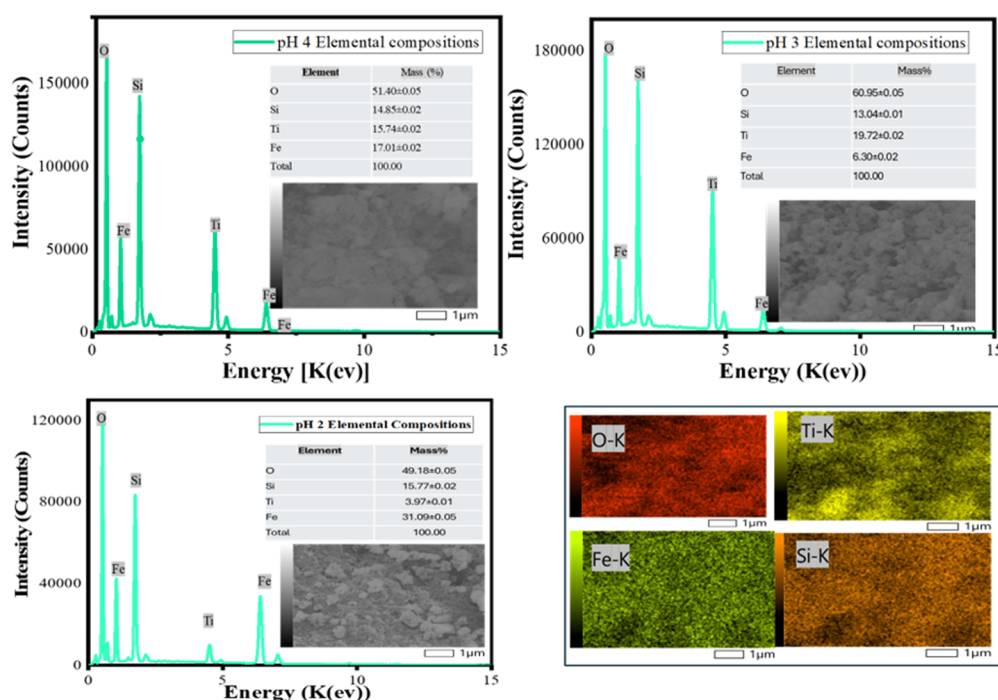 pH 4 Elemental compositions
Intensity (Counts)
150000
100000
50000
0
O
Si
Fe
Ti
Fe
Fe
Element Mass (%)
O 51.40±0.05
Si 14.85±0.02
Ti 15.74±0.02
Fe 17.01±0.02
Total 100.00
1μm
0 5 10 15
Energy [K(ev)]
pH 3 Elemental compositions
Intensity (Counts)
180000
120000
60000
0
O
Si
Fe
Ti
Fe
Element Mass%
O 60.95±0.05
Si 13.04±0.01
Ti 19.72±0.02
Fe 6.30±0.02
Total 100.00
1μm
0 5 10 15
Energy (K(ev))
pH 2 Elemental Compositions
Intensity (Counts)
120000
80000
40000
0
O
Si
Fe
Ti
Fe
Element Mass%
O 49.18±0.05
Si 15.77±0.02
Ti 3.97±0.01
Fe 31.09±0.05
Total 100.00
1μm
0 5 10 15
Energy (K(ev))
O-K
1μm
Ti-K
1μm
Fe-K
1μm
Si-K
1μm